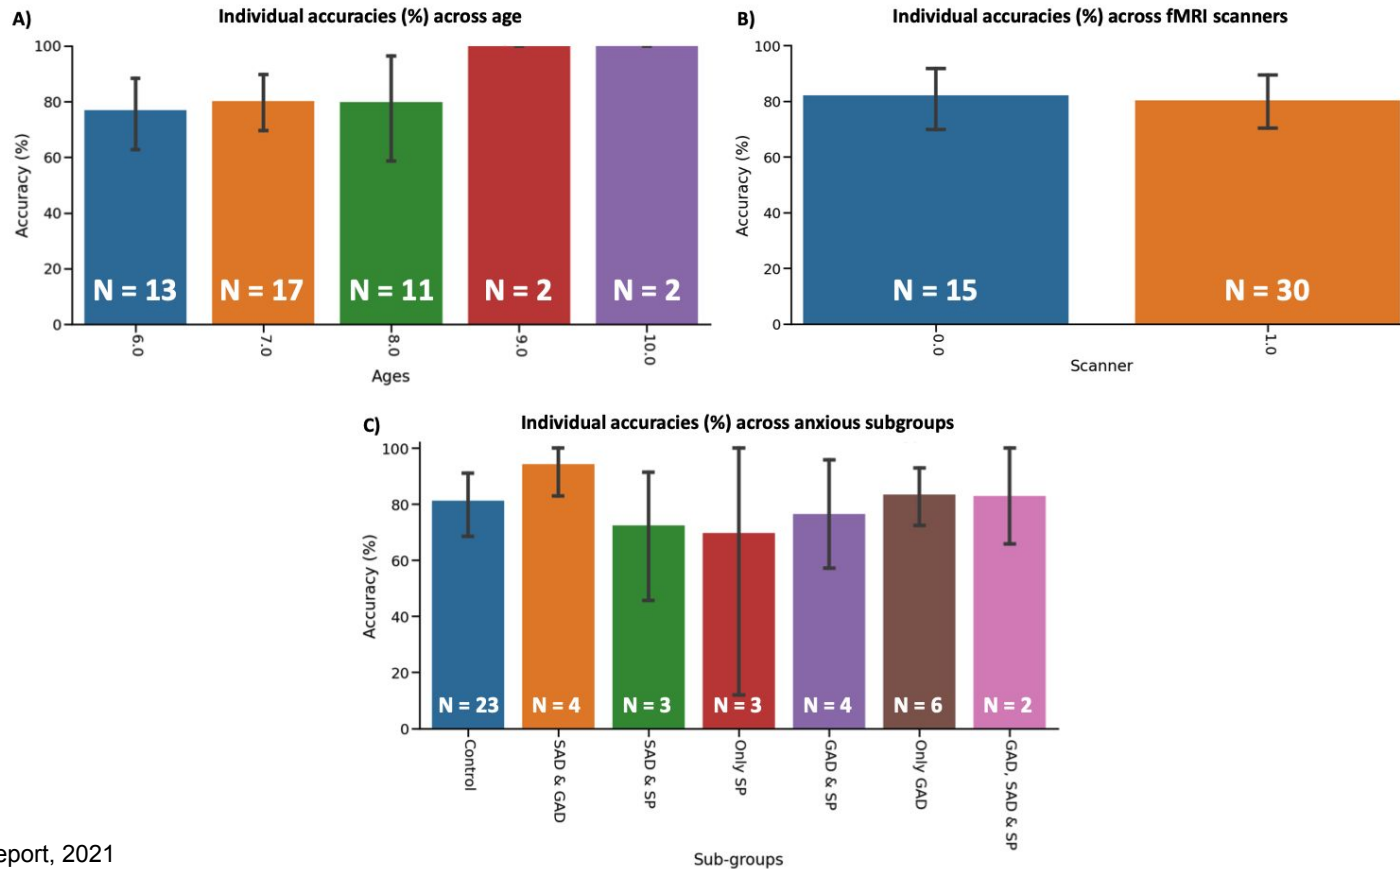 A) Individual accuracies (%) across age
100
80
60
40
20
0
Accuracy (%)
N = 13 N = 17 N = 11 N = 2 N = 2
6.0 7.0 8.0 9.0 10.0
Ages
B) Individual accuracies (%) across fMRI scanners
100
80
60
40
20
0
Accuracy (%)
N = 15 N = 30
0.0 1.0
Scanner
C) Individual accuracies (%) across anxious subgroups
100
80
60
40
20
0
Accuracy (%)
N = 23 N = 4 N = 3 N = 3 N = 4 N = 6 N = 2
Control SAD & GAD SAD & SP Only SP GAD & SP Only GAD GAD, SAD & SP
Sub-groups
eport, 2021